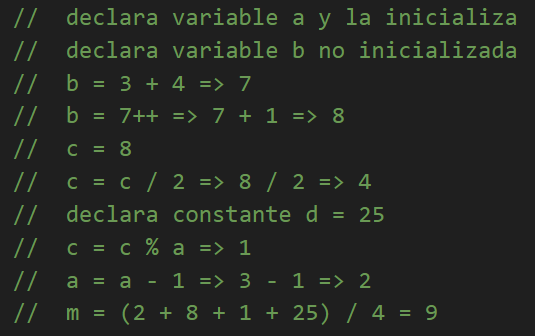 //  declara variable a y la inicializa
//  declara variable b no inicializada
//  b = 3 + 4 => 7
//  b = 7++ => 7 + 1 => 8
//  c = 8
//  c = c / 2 => 8 / 2 => 4
//  declara constante d = 25
//  c = c % a => 1
//  a = a - 1 => 3 - 1 => 2
//  m = (2 + 8 + 1 + 25) / 4 = 9